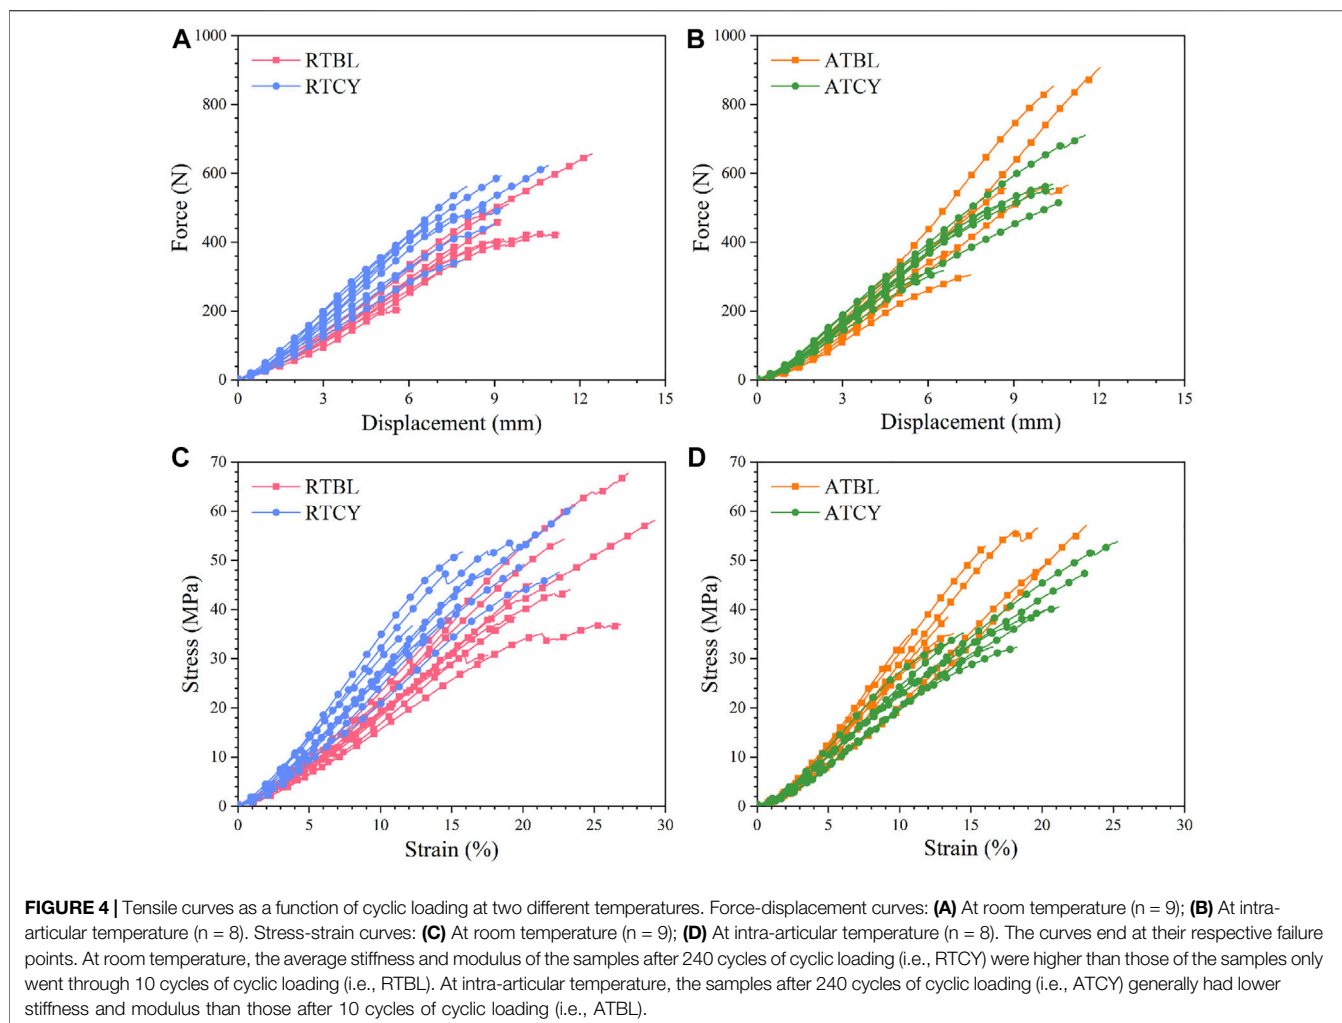 A
1000
800
600
400
200
0
Force (N)
RTBL
RTCY
0 3 6 9 12 15
Displacement (mm)
B
1000
800
600
400
200
0
Force (N)
ATBL
ATCY
0 3 6 9 12 15
Displacement (mm)
C
70
60
50
40
30
20
10
0
Stress (MPa)
RTBL
RTCY
0 5 10 15 20 25 30
Strain (%)
D
70
60
50
40
30
20
10
0
Stress (MPa)
ATBL
ATCY
0 5 10 15 20 25 30
Strain (%)
FIGURE 4 | Tensile curves as a function of cyclic loading at two different temperatures. Force-displacement curves: (A) At room temperature (n = 9); (B) At intra-
articular temperature (n = 8). Stress-strain curves: (C) At room temperature (n = 9); (D) At intra-articular temperature (n = 8). The curves end at their respective failure
points. At room temperature, the average stiffness and modulus of the samples after 240 cycles of cyclic loading (i.e., RTCY) were higher than those of the samples only
went through 10 cycles of cyclic loading (i.e., RTBL). At intra-articular temperature, the samples after 240 cycles of cyclic loading (i.e., ATCY) generally had lower
stiffness and modulus than those after 10 cycles of cyclic loading (i.e., ATBL).